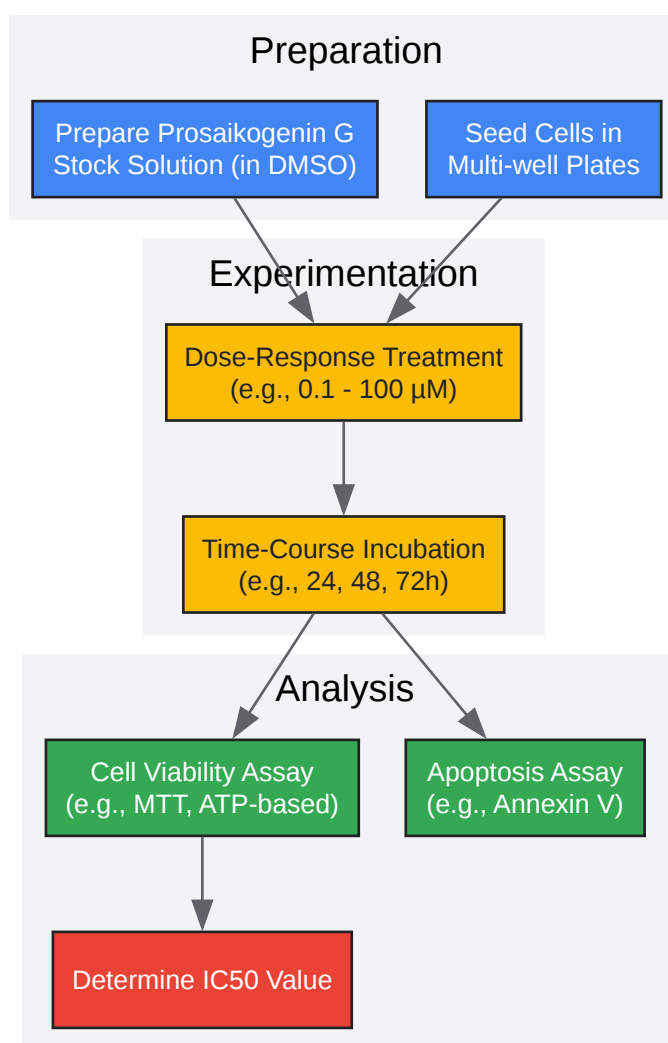 Preparation
Prepare Prosaikogenin G
Stock Solution (in DMSO)
Seed Cells in
Multi-well Plates
Experimentation
Dose-Response Treatment
(e.g., 0.1 - 100 µM)
Time-Course Incubation
(e.g., 24, 48, 72h)
Analysis
Cell Viability Assay
(e.g., MTT, ATP-based)
Apoptosis Assay
(e.g., Annexin V)
Determine IC50 Value